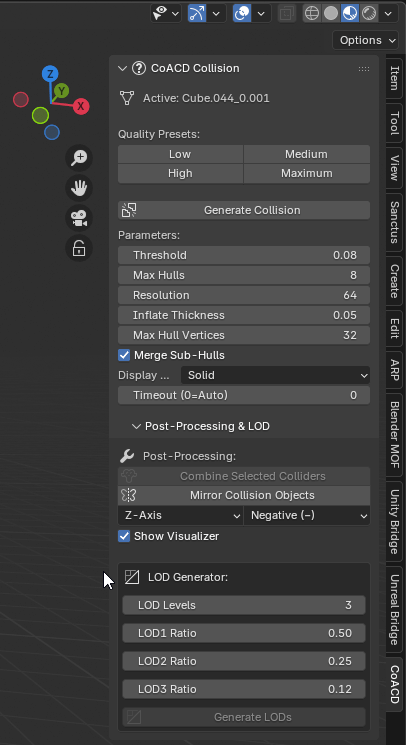 Options
CoACD Collision
Active: Cube.044_0.001
Quality Presets:
Low Medium
High Maximum
Generate Collision
Parameters:
Threshold 0.08
Max Hulls 8
Resolution 64
Inflate Thickness 0.05
Max Hull Vertices 32
Merge Sub-Hulls
Display ... Solid
Timeout (0=Auto) 0
Post-Processing & LOD
Post-Processing:
Combine Selected Colliders
Mirror Collision Objects
Z-Axis Negative (−)
Show Visualizer
LOD Generator:
LOD Levels 3
LOD1 Ratio 0.50
LOD2 Ratio 0.25
LOD3 Ratio 0.12
Generate LODs
Z
Y
X
Item
Tool
View
Sanctus
Create
Edit
ARP
Blender MCP
Unity Bridge
Unreal Bridge
CoACD